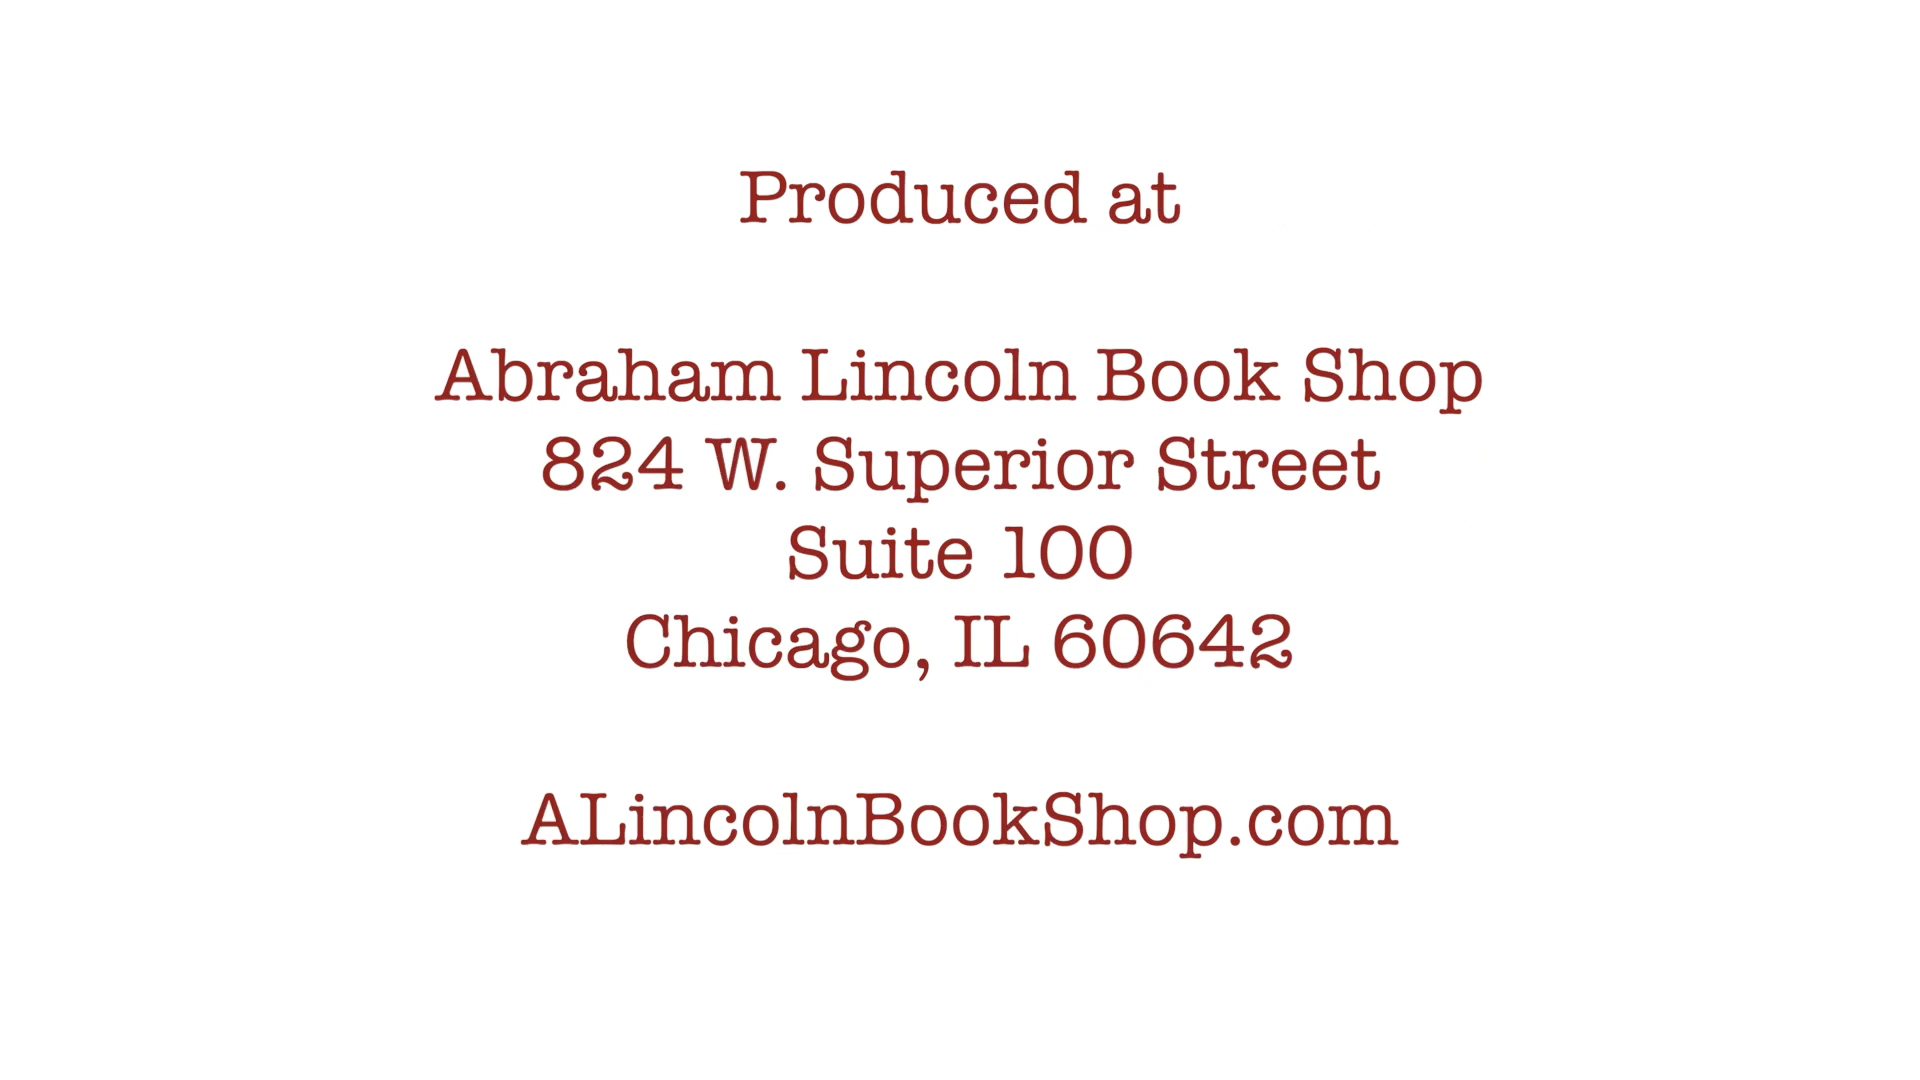 Produced at
Abraham Lincoln Book Shop
824 W. Superior Street
Suite 100
Chicago, IL 60642
ALincolnBookShop.com